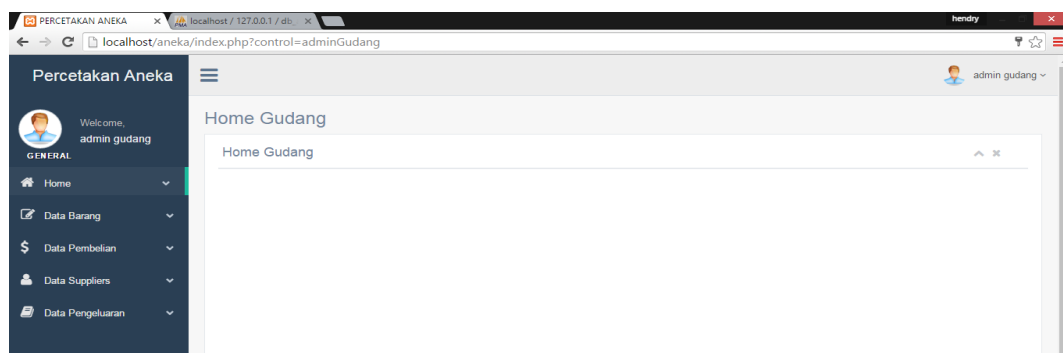 PERCETAKAN ANEKA
localhost / 127.0.0.1 / db_
hendry
localhost/aneka/index.php?control=adminGudang
Percetakan Aneka
admin gudang
Welcome,
admin gudang
GENERAL
Home
Data Barang
Data Pembelian
Data Suppliers
Data Pengeluaran
Home Gudang
Home Gudang